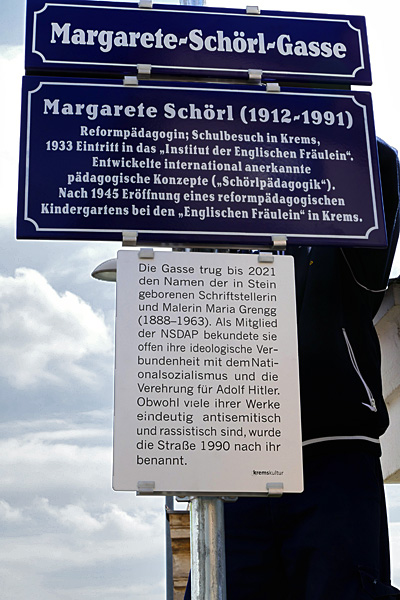 Margarete-Schörl-Gasse
Margarete Schörl (1912-1991)
Reformpädagogin; Schulbesuch in Krems,
1933 Eintritt in das „Institut der Englischen Fräulein“.
Entwickelte international anerkannte
pädagogische Konzepte („Schörlpädagogik“).
Nach 1945 Eröffnung eines reformpädagogischen
Kindergartens bei den „Englischen Fräulein“ in Krems.
Die Gasse trug bis 2021
den Namen der in Stein
geborenen Schriftstellerin
und Malerin Maria Grengg
(1888–1963). Als Mitglied
der NSDAP bekundete sie
offen ihre ideologische Ver-
bundenheit mit dem Nati-
onalsozialismus und die
Verehrung für Adolf Hitler.
Obwohl viele ihrer Werke
eindeutig antisemitisch
und rassistisch sind, wurde
die Straße 1990 nach ihr
benannt.
kremskultur